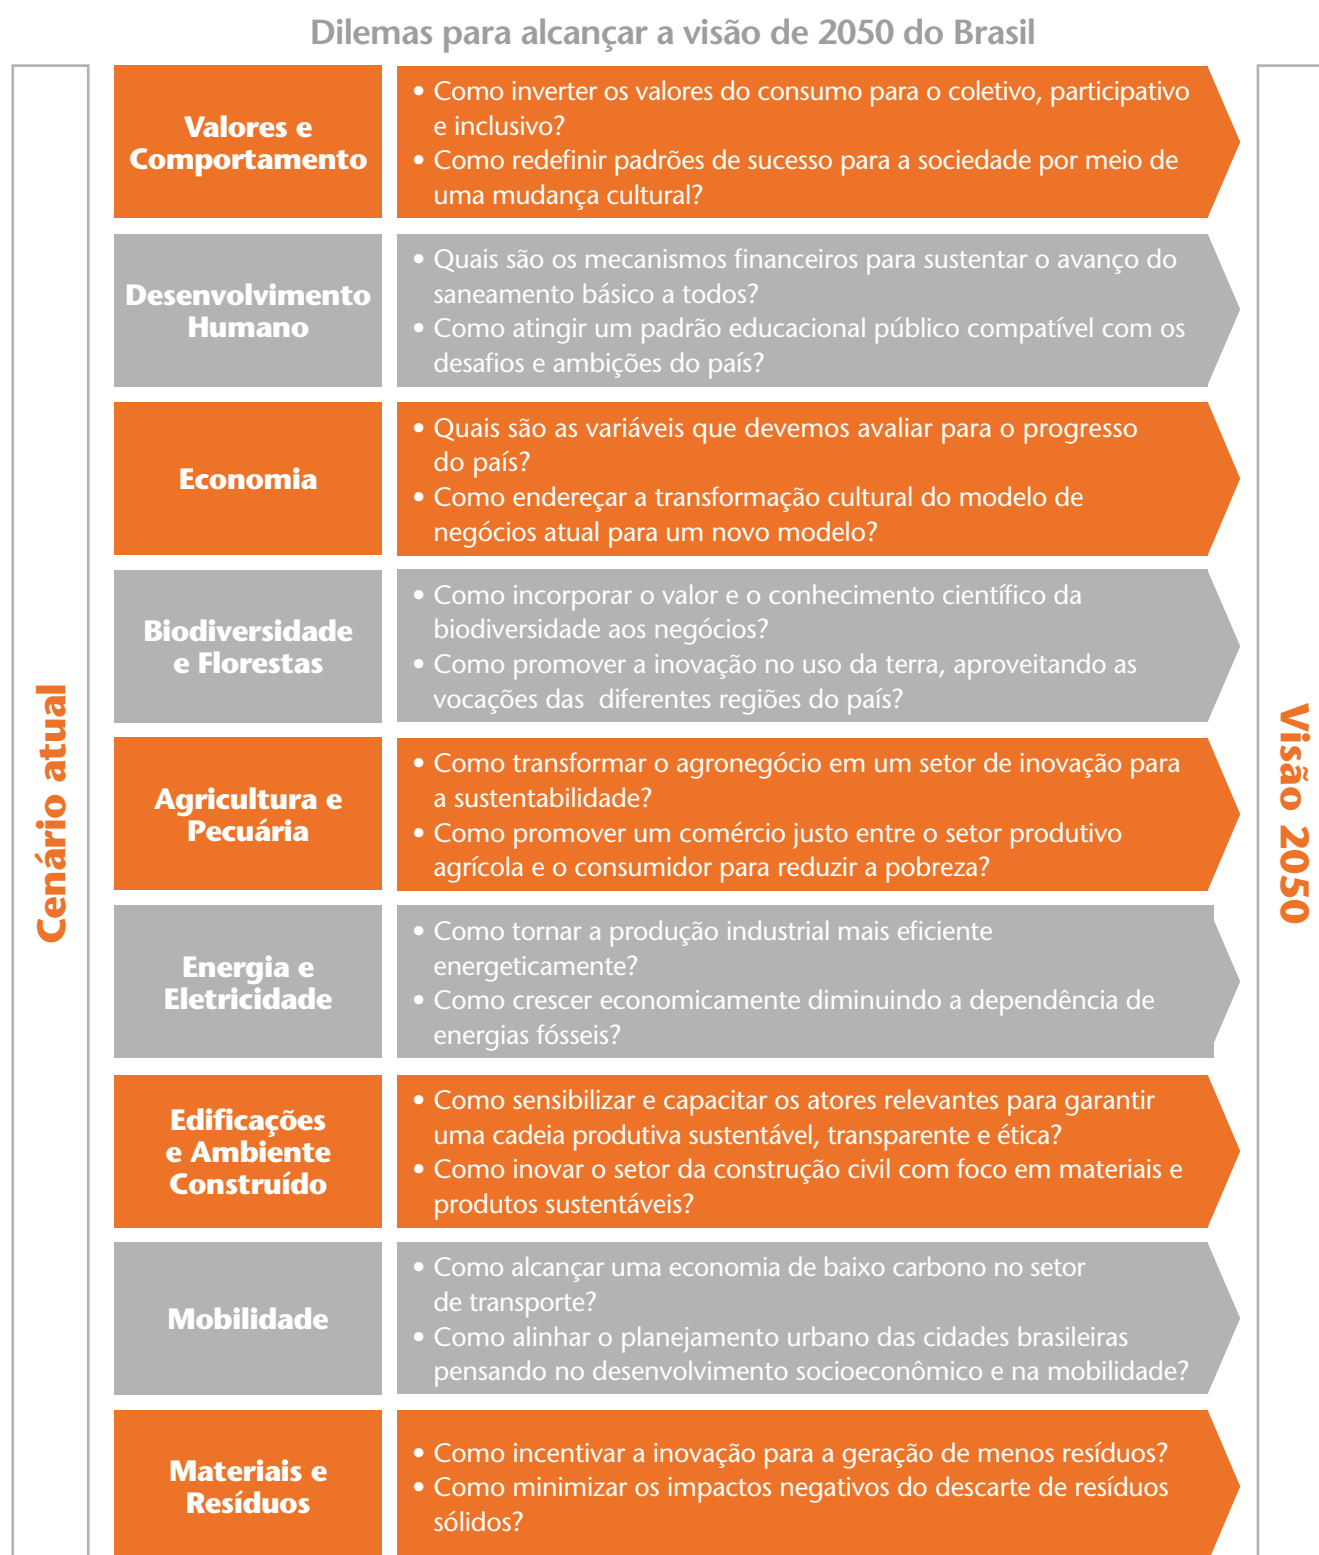 Dilemas para alcançar a visão de 2050 do Brasil
Cenário atual
Valores e
Comportamento
• Como inverter os valores do consumo para o coletivo, participativo
e inclusivo?
• Como redefinir padrões de sucesso para a sociedade por meio de
uma mudança cultural?
Desenvolvimento
Humano
• Quais são os mecanismos financeiros para sustentar o avanço do
saneamento básico a todos?
• Como atingir um padrão educacional público compatível com os
desafios e ambições do país?
Economia
• Quais são as variáveis que devemos avaliar para o progresso
do país?
• Como endereçar a transformação cultural do modelo de
negócios atual para um novo modelo?
Biodiversidade
e Florestas
• Como incorporar o valor e o conhecimento científico da
biodiversidade aos negócios?
• Como promover a inovação no uso da terra, aproveitando as
vocações das diferentes regiões do país?
Agricultura e
Pecuária
• Como transformar o agronegócio em um setor de inovação para
a sustentabilidade?
• Como promover um comércio justo entre o setor produtivo
agrícola e o consumidor para reduzir a pobreza?
Energia e
Eletricidade
• Como tornar a produção industrial mais eficiente
energeticamente?
• Como crescer economicamente diminuindo a dependência de
energias fósseis?
Edificações
e Ambiente
Construído
• Como sensibilizar e capacitar os atores relevantes para garantir
uma cadeia produtiva sustentável, transparente e ética?
• Como inovar o setor da construção civil com foco em materiais e
produtos sustentáveis?
Mobilidade
• Como alcançar uma economia de baixo carbono no setor
de transporte?
• Como alinhar o planejamento urbano das cidades brasileiras
pensando no desenvolvimento socioeconômico e na mobilidade?
Materiais e
Resíduos
• Como incentivar a inovação para a geração de menos resíduos?
• Como minimizar os impactos negativos do descarte de resíduos
sólidos?
Visão 2050